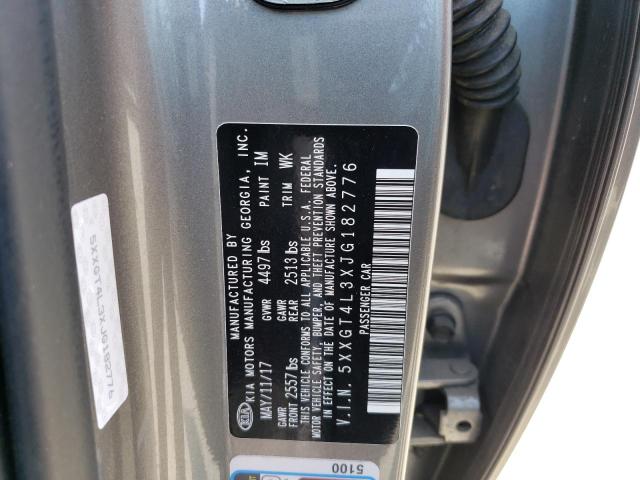 MANUFACTURED BY
KIA KIA MOTORS MANUFACTURING GEORGIA, INC.
MAY/11/17 GVWR 4497 lbs PAINT IM
GAWR FRONT 2557 lbs GAWR REAR 2513 lbs TRIM WK
THIS VEHICLE CONFORMS TO ALL APPLICABLE U.S.A. FEDERAL
MOTOR VEHICLE SAFETY, BUMPER, AND THEFT PREVENTION STANDARDS
IN EFFECT ON THE DATE OF MANUFACTURE SHOWN ABOVE.
V.I.N. 5XXGT4L3XJG182776
PASSENGER CAR
5XXGT4L3XJG182776
5100